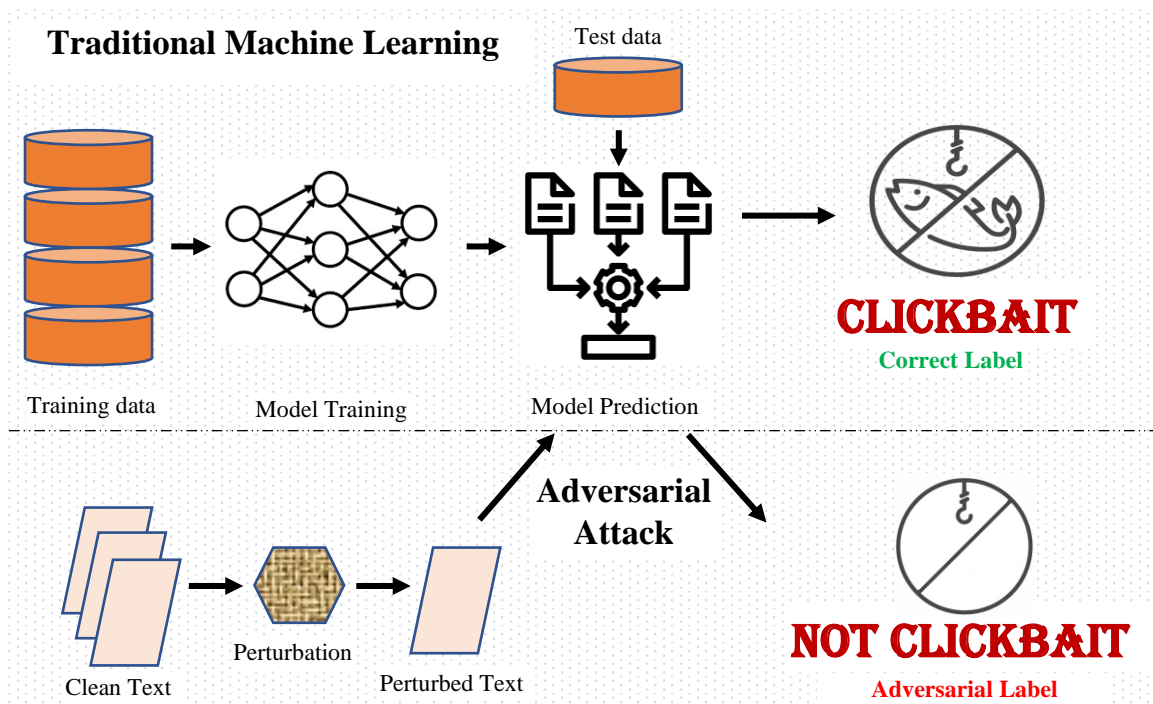 Traditional Machine Learning
Test data
CLICKBAIT
Correct Label
Training data
Model Training
Model Prediction
Adversarial
Attack
Clean Text
Perturbation
Perturbed Text
NOT CLICKBAIT
Adversarial Label